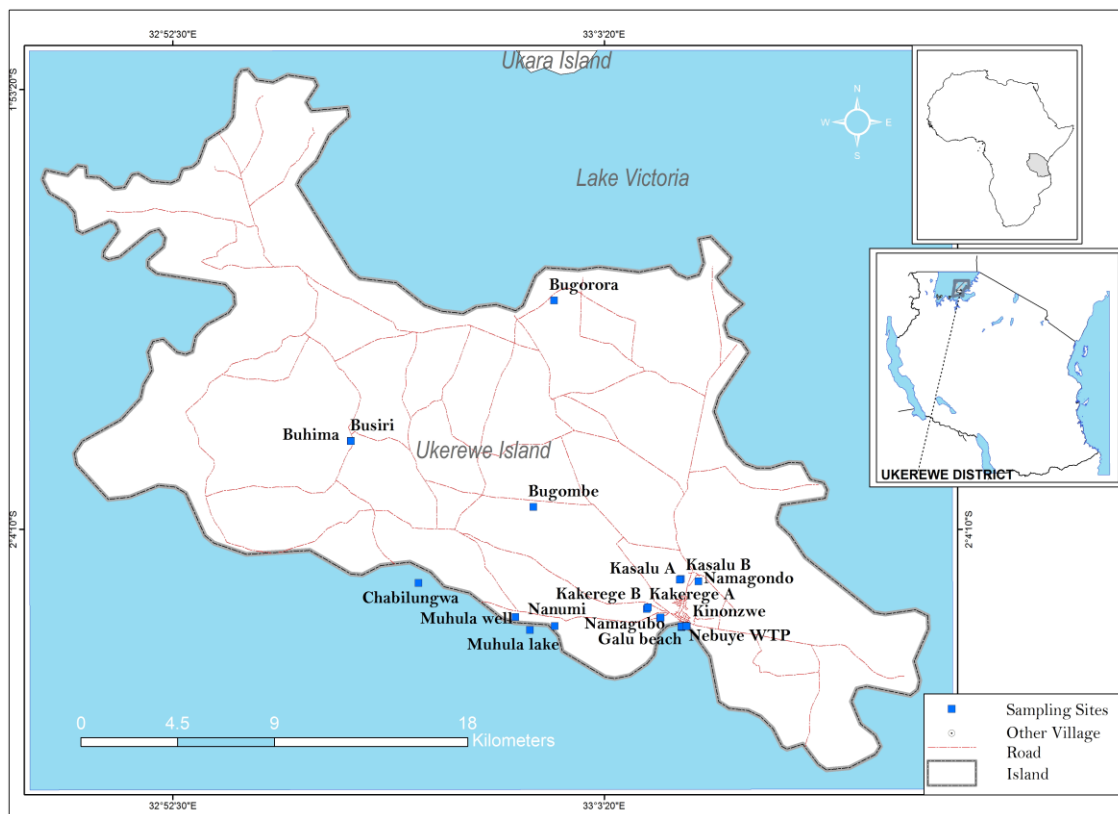 32°52'30"E
33°3'20"E
1°53'20"S
Ukara Island
N
W
E
S
Lake Victoria
Bugorora
Buhima
Busiri
Ukerewe Island
Bugombe
UKEREWE DISTRICT
2°4'10"S
2°4'10"S
Kasalu A
Kasalu B
Namagondo
Chabilungwa
Kakerege B
Kakerege A
Muhula well
Nanumi
Kinonzwe
Namagubo
Muhula lake
Galu beach
Nebuye WTP
0
4.5
9
18
Kilometers
Sampling Sites
Other Village
Road
Island
32°52'30"E
33°3'20"E